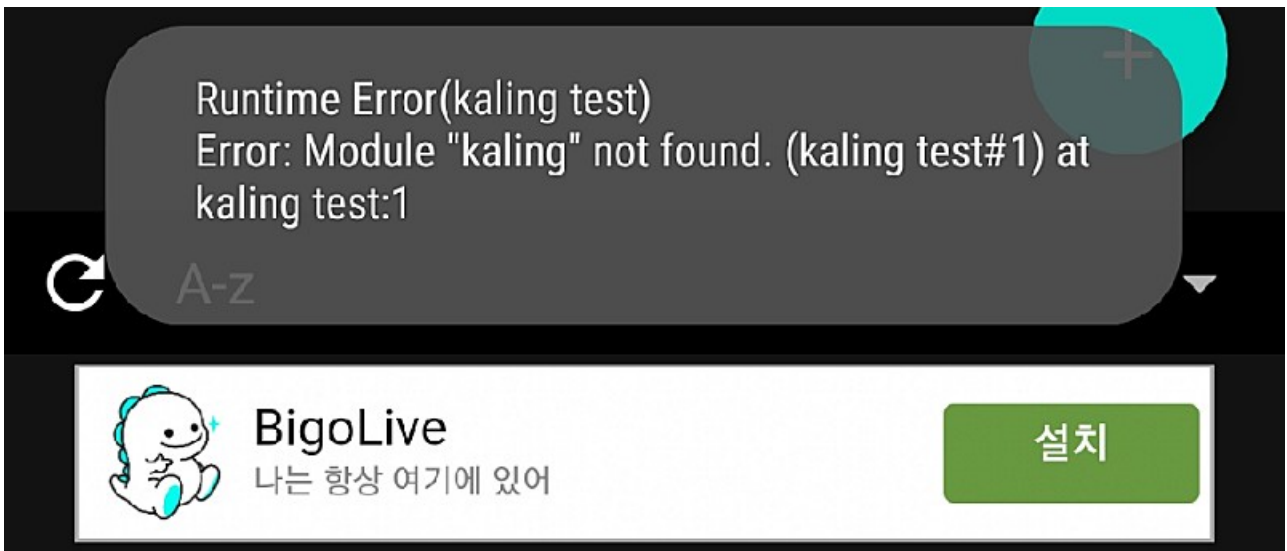 Runtime Error(kaling test)
Error: Module "kaling" not found. (kaling test#1) at
kaling test:1
A-z
BigoLive
나는 항상 여기에 있어
설치